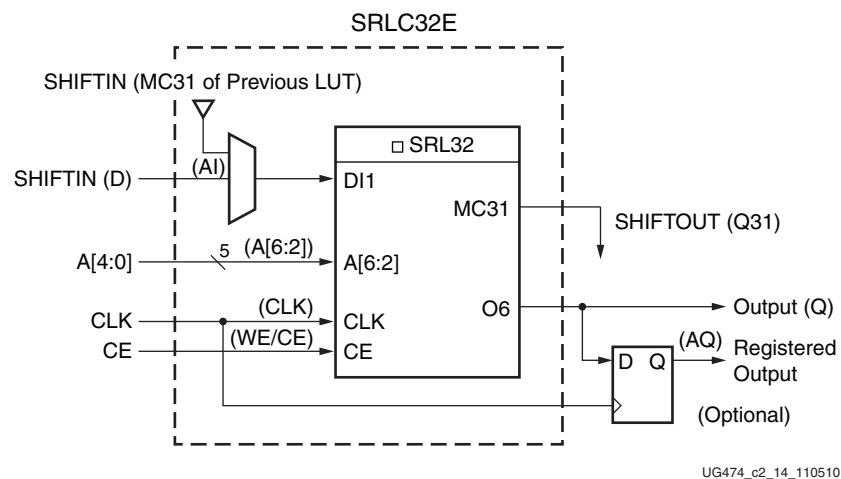 SRLC32E
SHIFTIN (MC31 of Previous LUT)
SRL32
SHIFTIN (D)
(AI)
DI1
MC31
SHIFTOUT (Q31)
A[4:0]
5
(A[6:2])
A[6:2]
O6
Output (Q)
CLK
(CLK)
CLK
CE
(WE/CE)
CE
D Q
(AQ)
Registered
Output
(Optional)
UG474_c2_14_110510